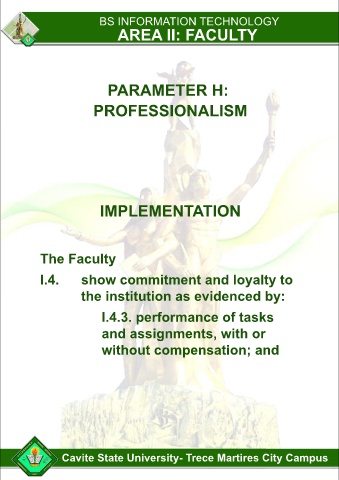 BS INFORMATION TECHNOLOGY
AREA II: FACULTY
PARAMETER H:
PROFESSIONALISM
IMPLEMENTATION
The Faculty
I.4. show commitment and loyalty to
the institution as evidenced by:
I.4.3. performance of tasks
and assignments, with or
without compensation; and
Cavite State University- Trece Martires City Campus